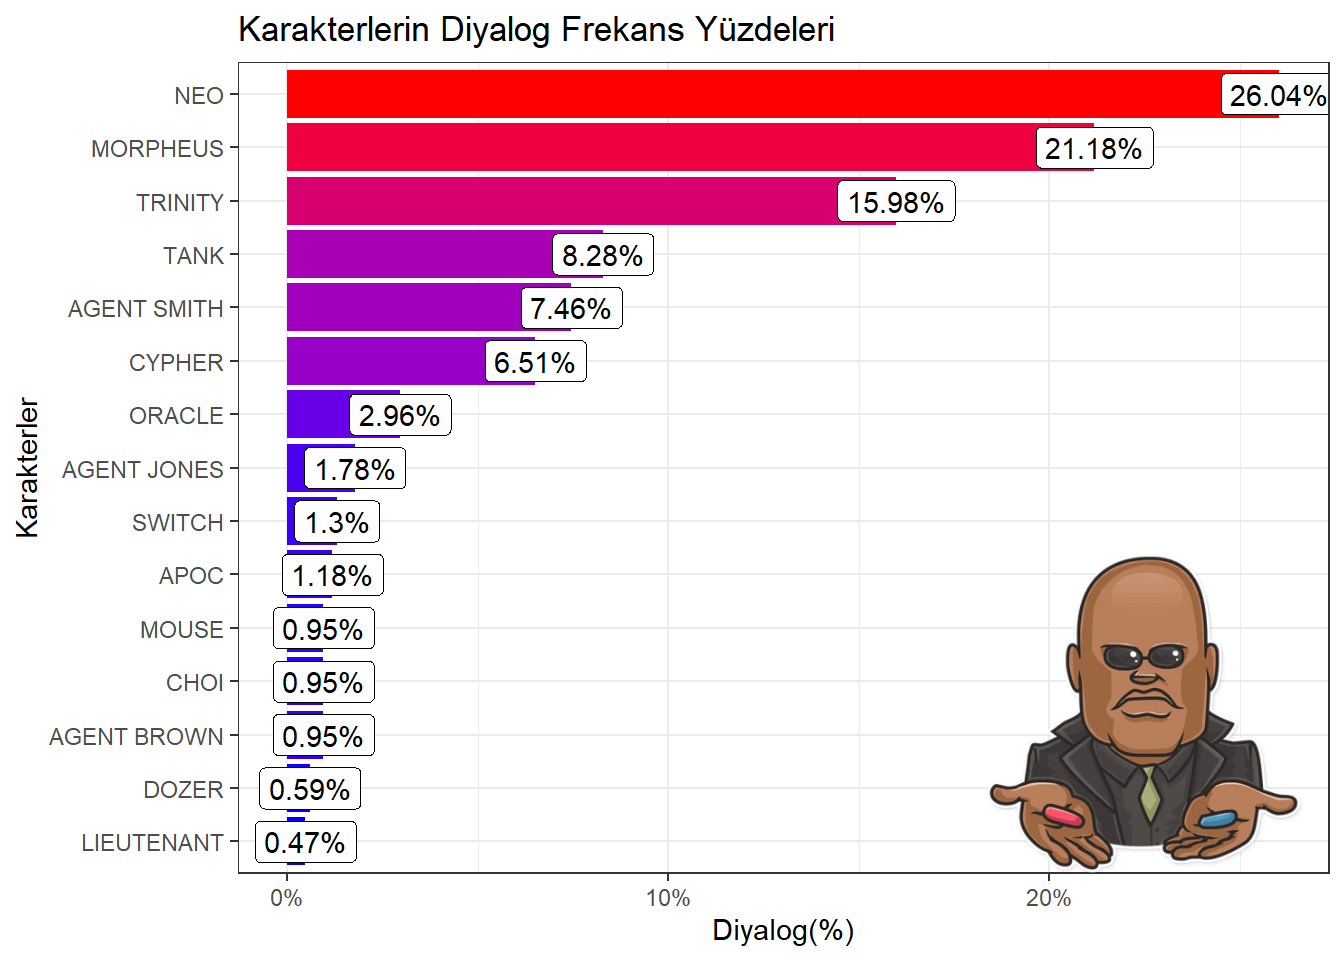 Karakterlerin Diyalog Frekans Yüzdeleri
NEO 26.04%
MORPHEUS 21.18%
TRINITY 15.98%
TANK 8.28%
AGENT SMITH 7.46%
CYPHER 6.51%
ORACLE 2.96%
AGENT JONES 1.78%
SWITCH 1.3%
APOC 1.18%
MOUSE 0.95%
CHOI 0.95%
AGENT BROWN 0.95%
DOZER 0.59%
LIEUTENANT 0.47%
Karakterler
0% 10% 20%
Diyalog(%)